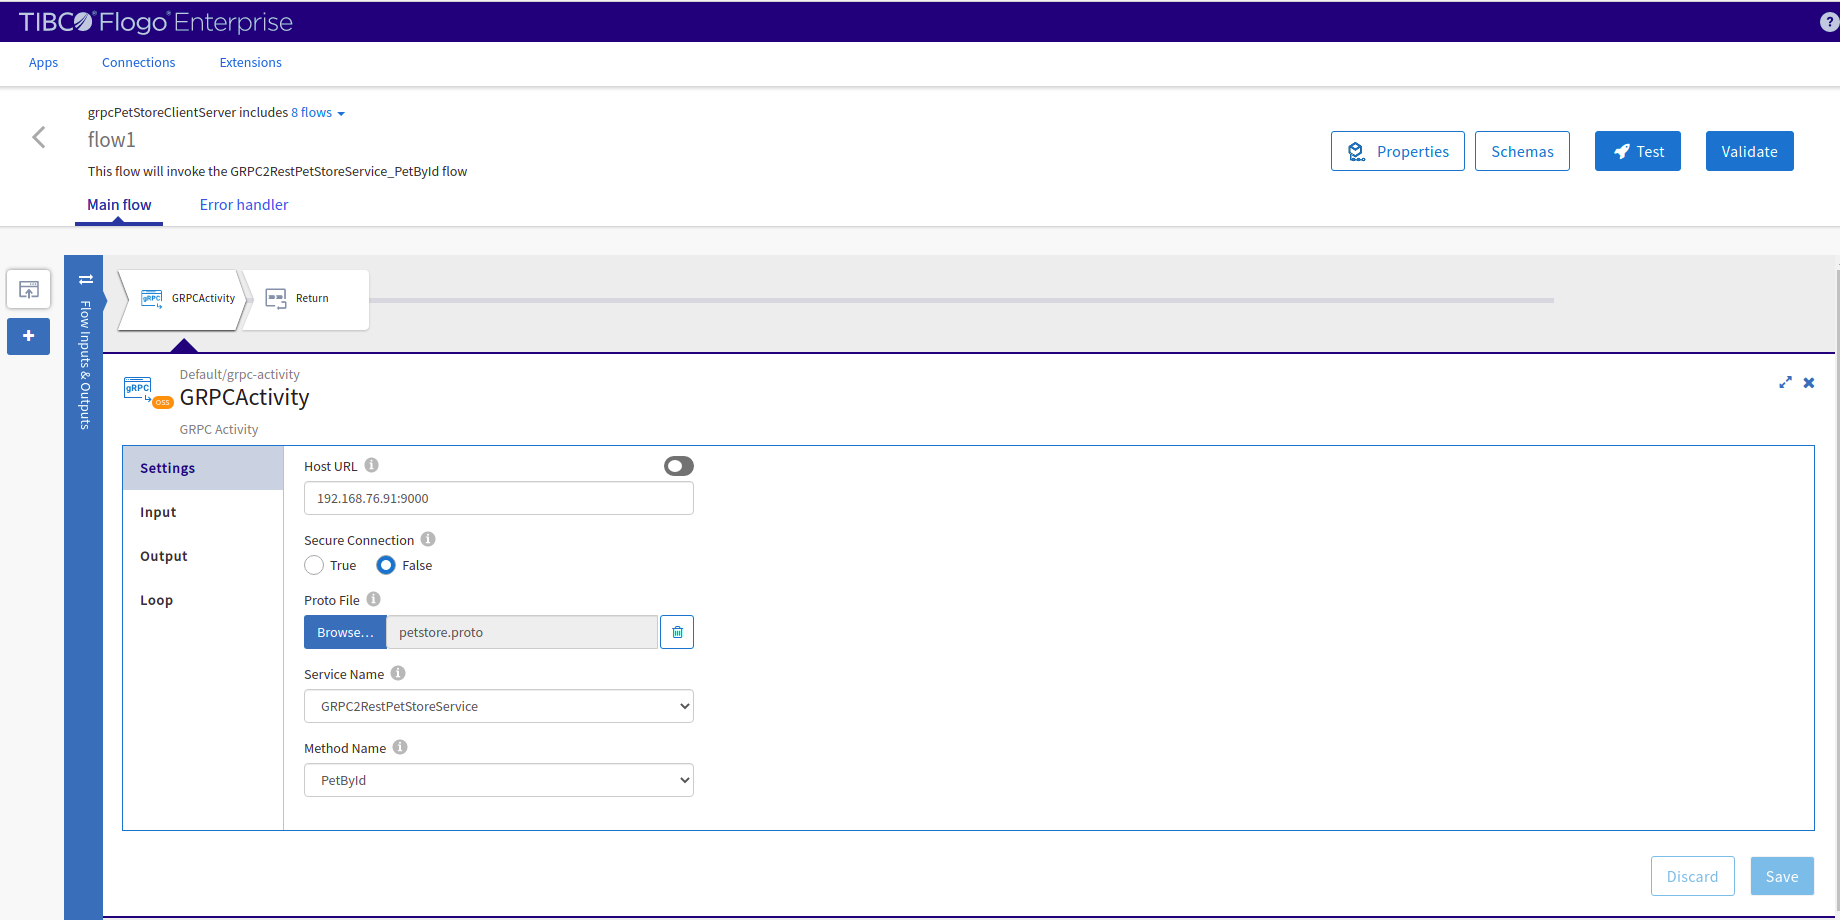 TIBCO® Flogo® Enterprise
?
Apps Connections Extensions
grpcPetStoreClientServer includes 8 flows
flow1
This flow will invoke the GRPC2RestPetStoreService_PetById flow
Properties Schemas Test Validate
Main flow Error handler
Flow Inputs & Outputs
gRPC GRPCActivity Return
Default/grpc-activity
gRPC OSS GRPCActivity
GRPC Activity
Settings
Input
Output
Loop
Host URL
192.168.76.91:9000
Secure Connection
True False
Proto File
Browse... petstore.proto
Service Name
GRPC2RestPetStoreService
Method Name
PetById
Discard Save